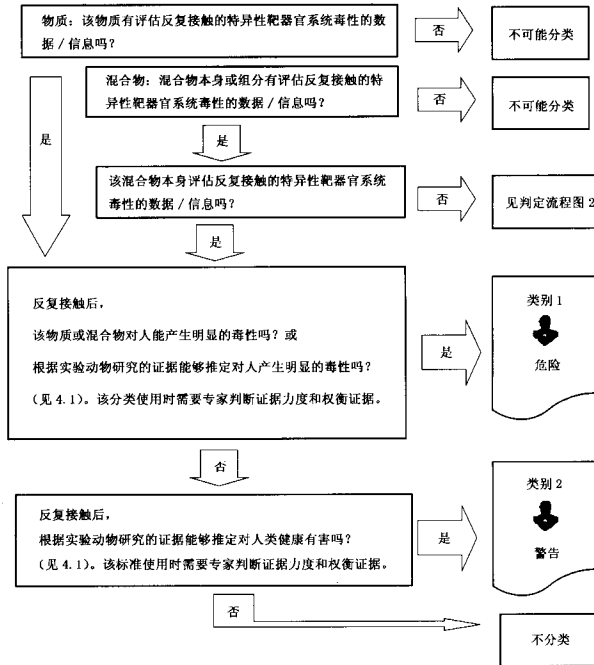 物质：该物质有评估反复接触的特异性靶器官系统毒性的数
据/信息吗？
否
不可能分类
混合物：混合物本身或组分有评估反复接触的特
异性靶器官系统毒性的数据/信息吗？
否
不可能分类
是
是
该混合物本身评估反复接触的特异性靶器官系统
毒性的数据/信息吗？
否
见判定流程图 2
是
反复接触后，
该物质或混合物对人能产生明显的毒性吗？或
根据实验动物研究的证据能够推定对人产生明显的毒性吗？
（见 4.1）。该分类使用时需要专家判断证据力度和权衡证据。
是
类别 1
危险
否
反复接触后，
根据实验动物研究的证据能够推定对人类健康有害吗？
（见 4.1）。该标准使用时需要专家判断证据力度和权衡证据。
是
类别 2
警告
否
不分类